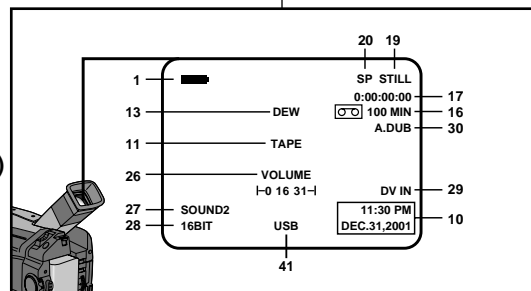 20 19
SP STILL
1
0:00:00:00 17
13 DEW 100 MIN 16
A.DUB 30
11 TAPE
26 VOLUME
0 16 31
DV IN 29
27 SOUND2 11:30 PM
28 16BIT USB DEC.31,2001 10
41